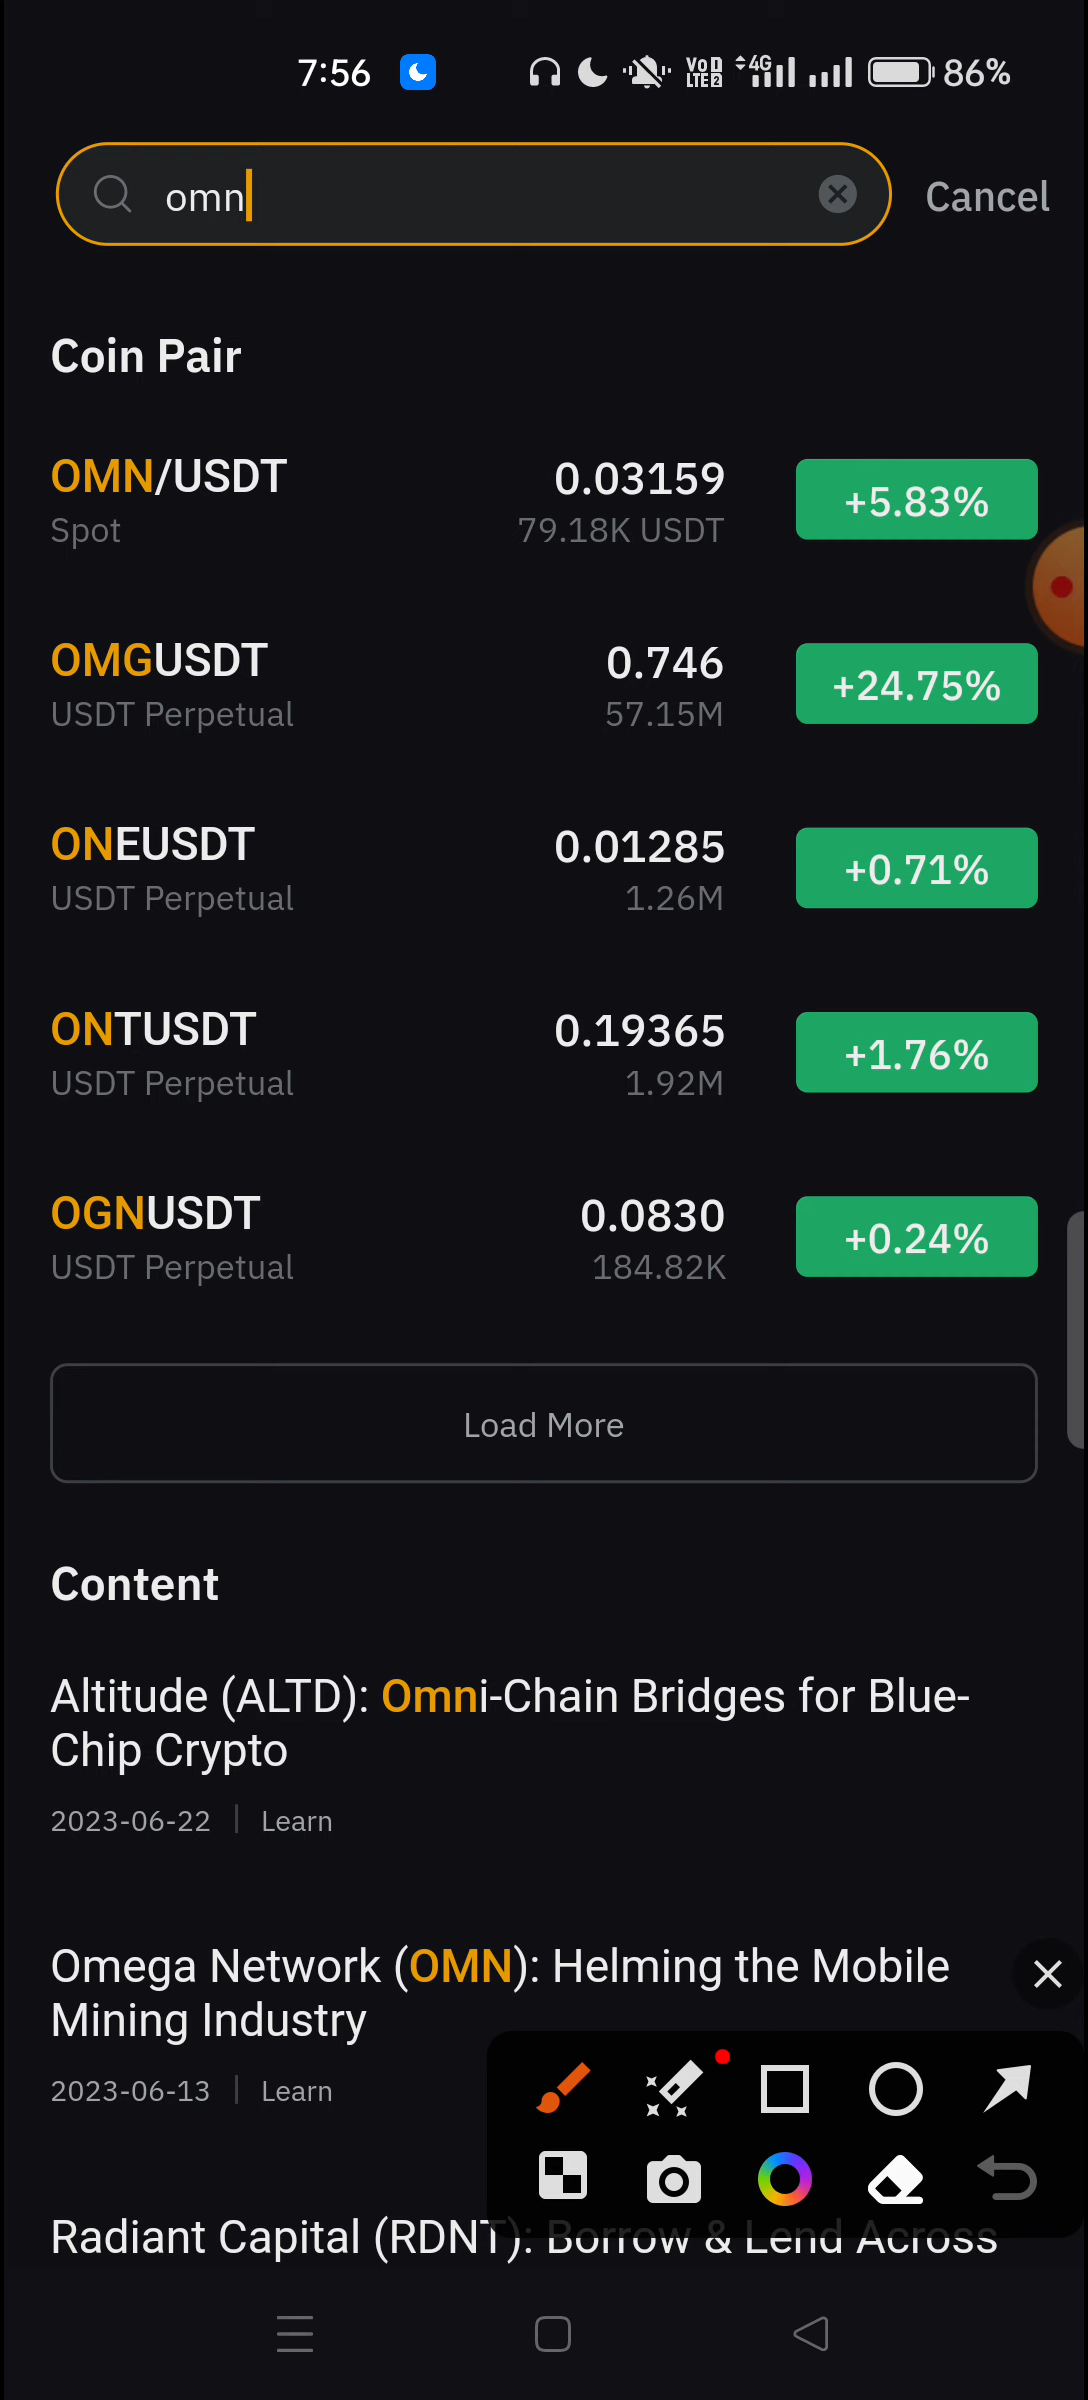 7:56
VoD LTE 2 4G 86%
omn
Cancel
Coin Pair
OMN/USDT 0.03159 +5.83%
Spot 79.18K USDT
OMGUSDT 0.746 +24.75%
USDT Perpetual 57.15M
ONEUSDT 0.01285 +0.71%
USDT Perpetual 1.26M
ONTUSDT 0.19365 +1.76%
USDT Perpetual 1.92M
OGNUSDT 0.0830 +0.24%
USDT Perpetual 184.82K
Load More
Content
Altitude (ALTD): Omni-Chain Bridges for Blue-
Chip Crypto
2023-06-22 | Learn
Omega Network (OMN): Helming the Mobile
Mining Industry
2023-06-13 | Learn
Radiant Capital (RDNT): Borrow & Lend Across